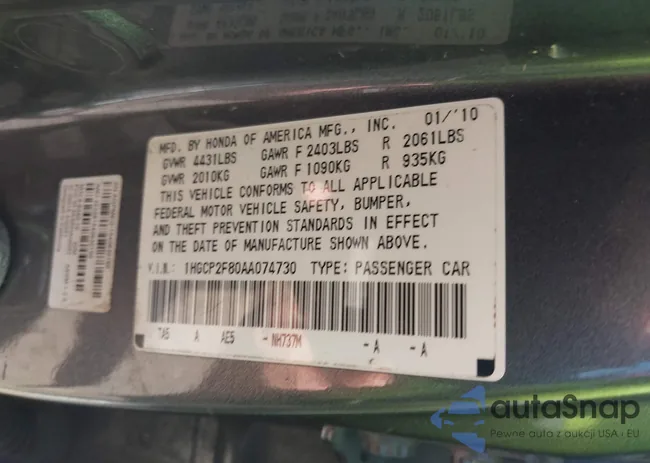 MFD. BY HONDA OF AMERICA MFG., INC. 01/'10
GVWR 4431LBS GAWR F 2403LBS R 2061LBS
GVWR 2010KG GAWR F 1090KG R 935KG
THIS VEHICLE CONFORMS TO ALL APPLICABLE
FEDERAL MOTOR VEHICLE SAFETY, BUMPER,
AND THEFT PREVENTION STANDARDS IN EFFECT
ON THE DATE OF MANUFACTURE SHOWN ABOVE.
V.I.N.: 1HGCP2F80AA074730 TYPE: PASSENGER CAR
TA5 A AE5 -NH737M -A -A
autaSnap
Pewne auta z aukcji USA · EU